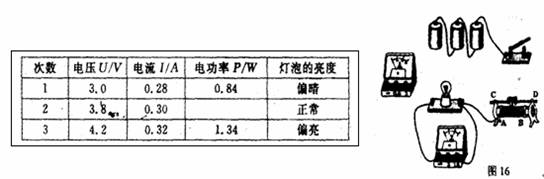 次数 电压U/V 电流I/A 电功率P/W 灯泡的亮度
1 3.0 0.28 0.84 偏暗
2 3.8 0.30 正常
3 4.2 0.32 1.34 偏亮
C D
A B
图16